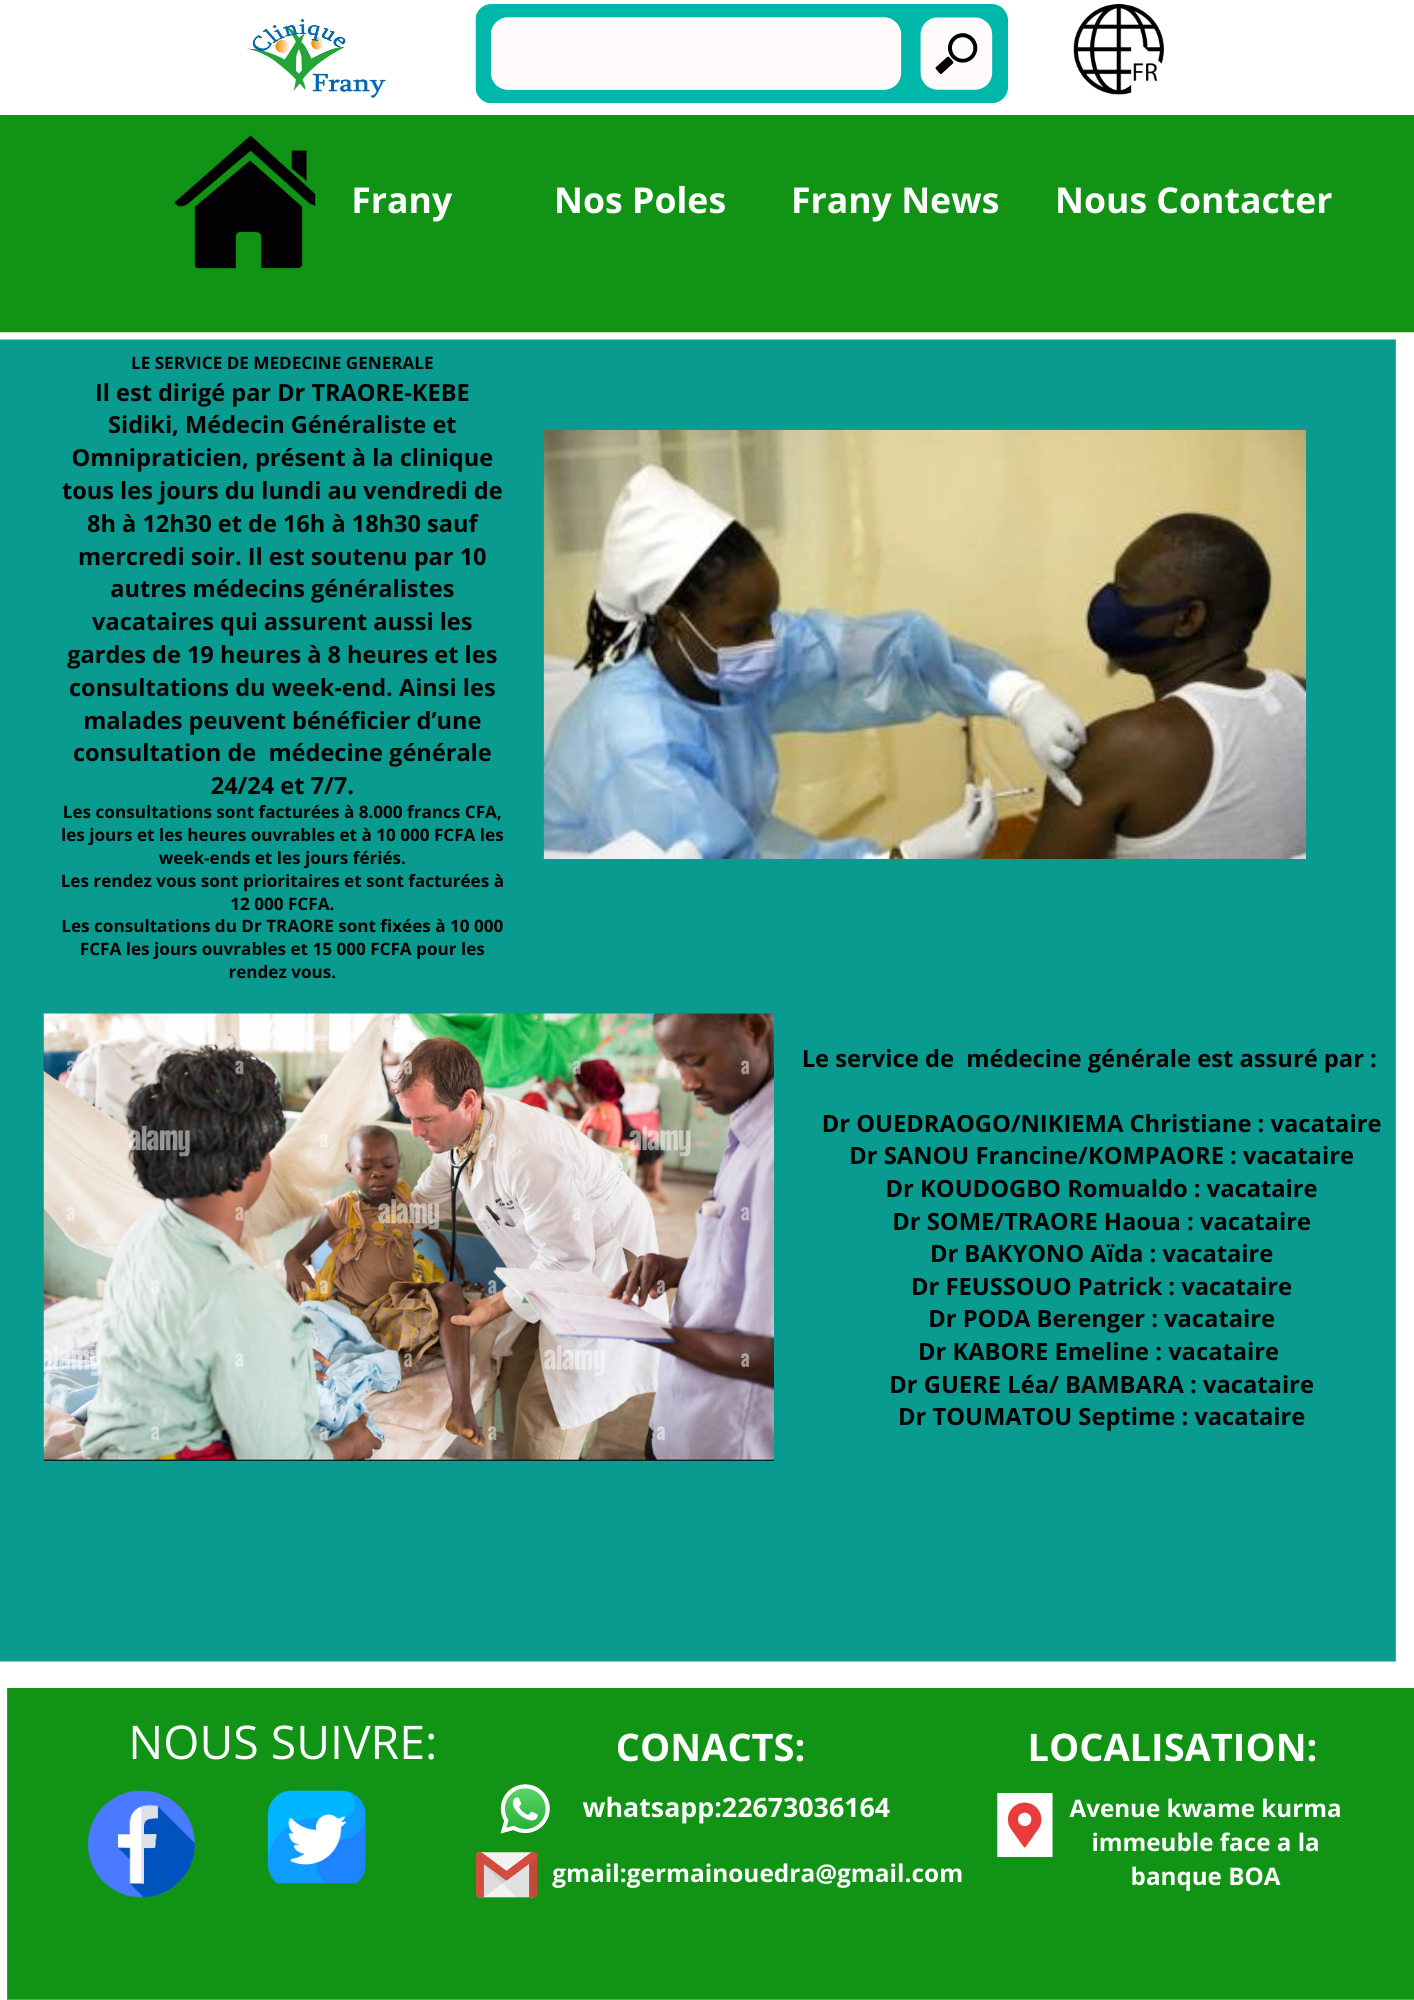 Clinique
Frany
FR
Frany
Nos Poles
Frany News
Nous Contacter
LE SERVICE DE MEDECINE GENERALE
Il est dirigé par Dr TRAORE-KEBE
Sidiki, Médecin Généraliste et
Omnipraticien, présent à la clinique
tous les jours du lundi au vendredi de
8h à 12h30 et de 16h à 18h30 sauf
mercredi soir. Il est soutenu par 10
autres médecins généralistes
vacataires qui assurent aussi les
gardes de 19 heures à 8 heures et les
consultations du week-end. Ainsi les
malades peuvent bénéficier d’une
consultation de  médecine générale
24/24 et 7/7.
Les consultations sont facturées à 8.000 francs CFA,
les jours et les heures ouvrables et à 10 000 FCFA les
week-ends et les jours fériés.
Les rendez vous sont prioritaires et sont facturées à
12 000 FCFA.
Les consultations du Dr TRAORE sont fixées à 10 000
FCFA les jours ouvrables et 15 000 FCFA pour les
rendez vous.
alamy
alamy
alamy
alamy
alamy
Le service de  médecine générale est assuré par :
Dr OUEDRAOGO/NIKIEMA Christiane : vacataire
Dr SANOU Francine/KOMPAORE : vacataire
Dr KOUDOGBO Romualdo : vacataire
Dr SOME/TRAORE Haoua : vacataire
Dr BAKYONO Aïda : vacataire
Dr FEUSSOUO Patrick : vacataire
Dr PODA Berenger : vacataire
Dr KABORE Emeline : vacataire
Dr GUERE Léa/ BAMBARA : vacataire
Dr TOUMATOU Septime : vacataire
NOUS SUIVRE:
CONACTS:
whatsapp:22673036164
gmail:germainouedra@gmail.com
LOCALISATION:
Avenue kwame kurma
immeuble face a la
banque BOA